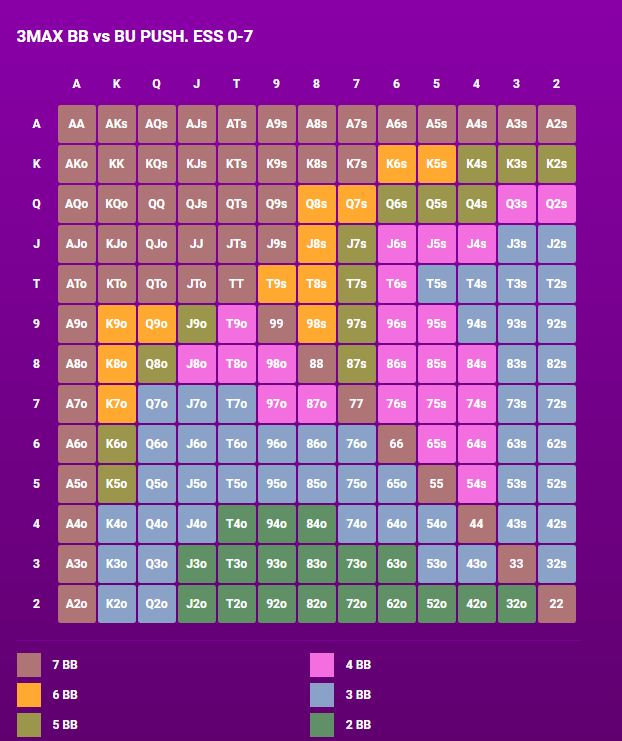 3MAX BB vs BU PUSH. ESS 0-7
A K Q J T 9 8 7 6 5 4 3 2
A AA AKs AQs AJs ATs A9s A8s A7s A6s A5s A4s A3s A2s
K AKo KK KQs KJs KTs K9s K8s K7s K6s K5s K4s K3s K2s
Q AQo KQo QQ QJs QTs Q9s Q8s Q7s Q6s Q5s Q4s Q3s Q2s
J AJo KJo QJo JJ JTs J9s J8s J7s J6s J5s J4s J3s J2s
T ATo KTo QTo JTo TT T9s T8s T7s T6s T5s T4s T3s T2s
9 A9o K9o Q9o J9o T9o 99 98s 97s 96s 95s 94s 93s 92s
8 A8o K8o Q8o J8o T8o 98o 88 87s 86s 85s 84s 83s 82s
7 A7o K7o Q7o J7o T7o 97o 87o 77 76s 75s 74s 73s 72s
6 A6o K6o Q6o J6o T6o 96o 86o 76o 66 65s 64s 63s 62s
5 A5o K5o Q5o J5o T5o 95o 85o 75o 65o 55 54s 53s 52s
4 A4o K4o Q4o J4o T4o 94o 84o 74o 64o 54o 44 43s 42s
3 A3o K3o Q3o J3o T3o 93o 83o 73o 63o 53o 43o 33 32s
2 A2o K2o Q2o J2o T2o 92o 82o 72o 62o 52o 42o 32o 22
7 BB 4 BB
6 BB 3 BB
5 BB 2 BB